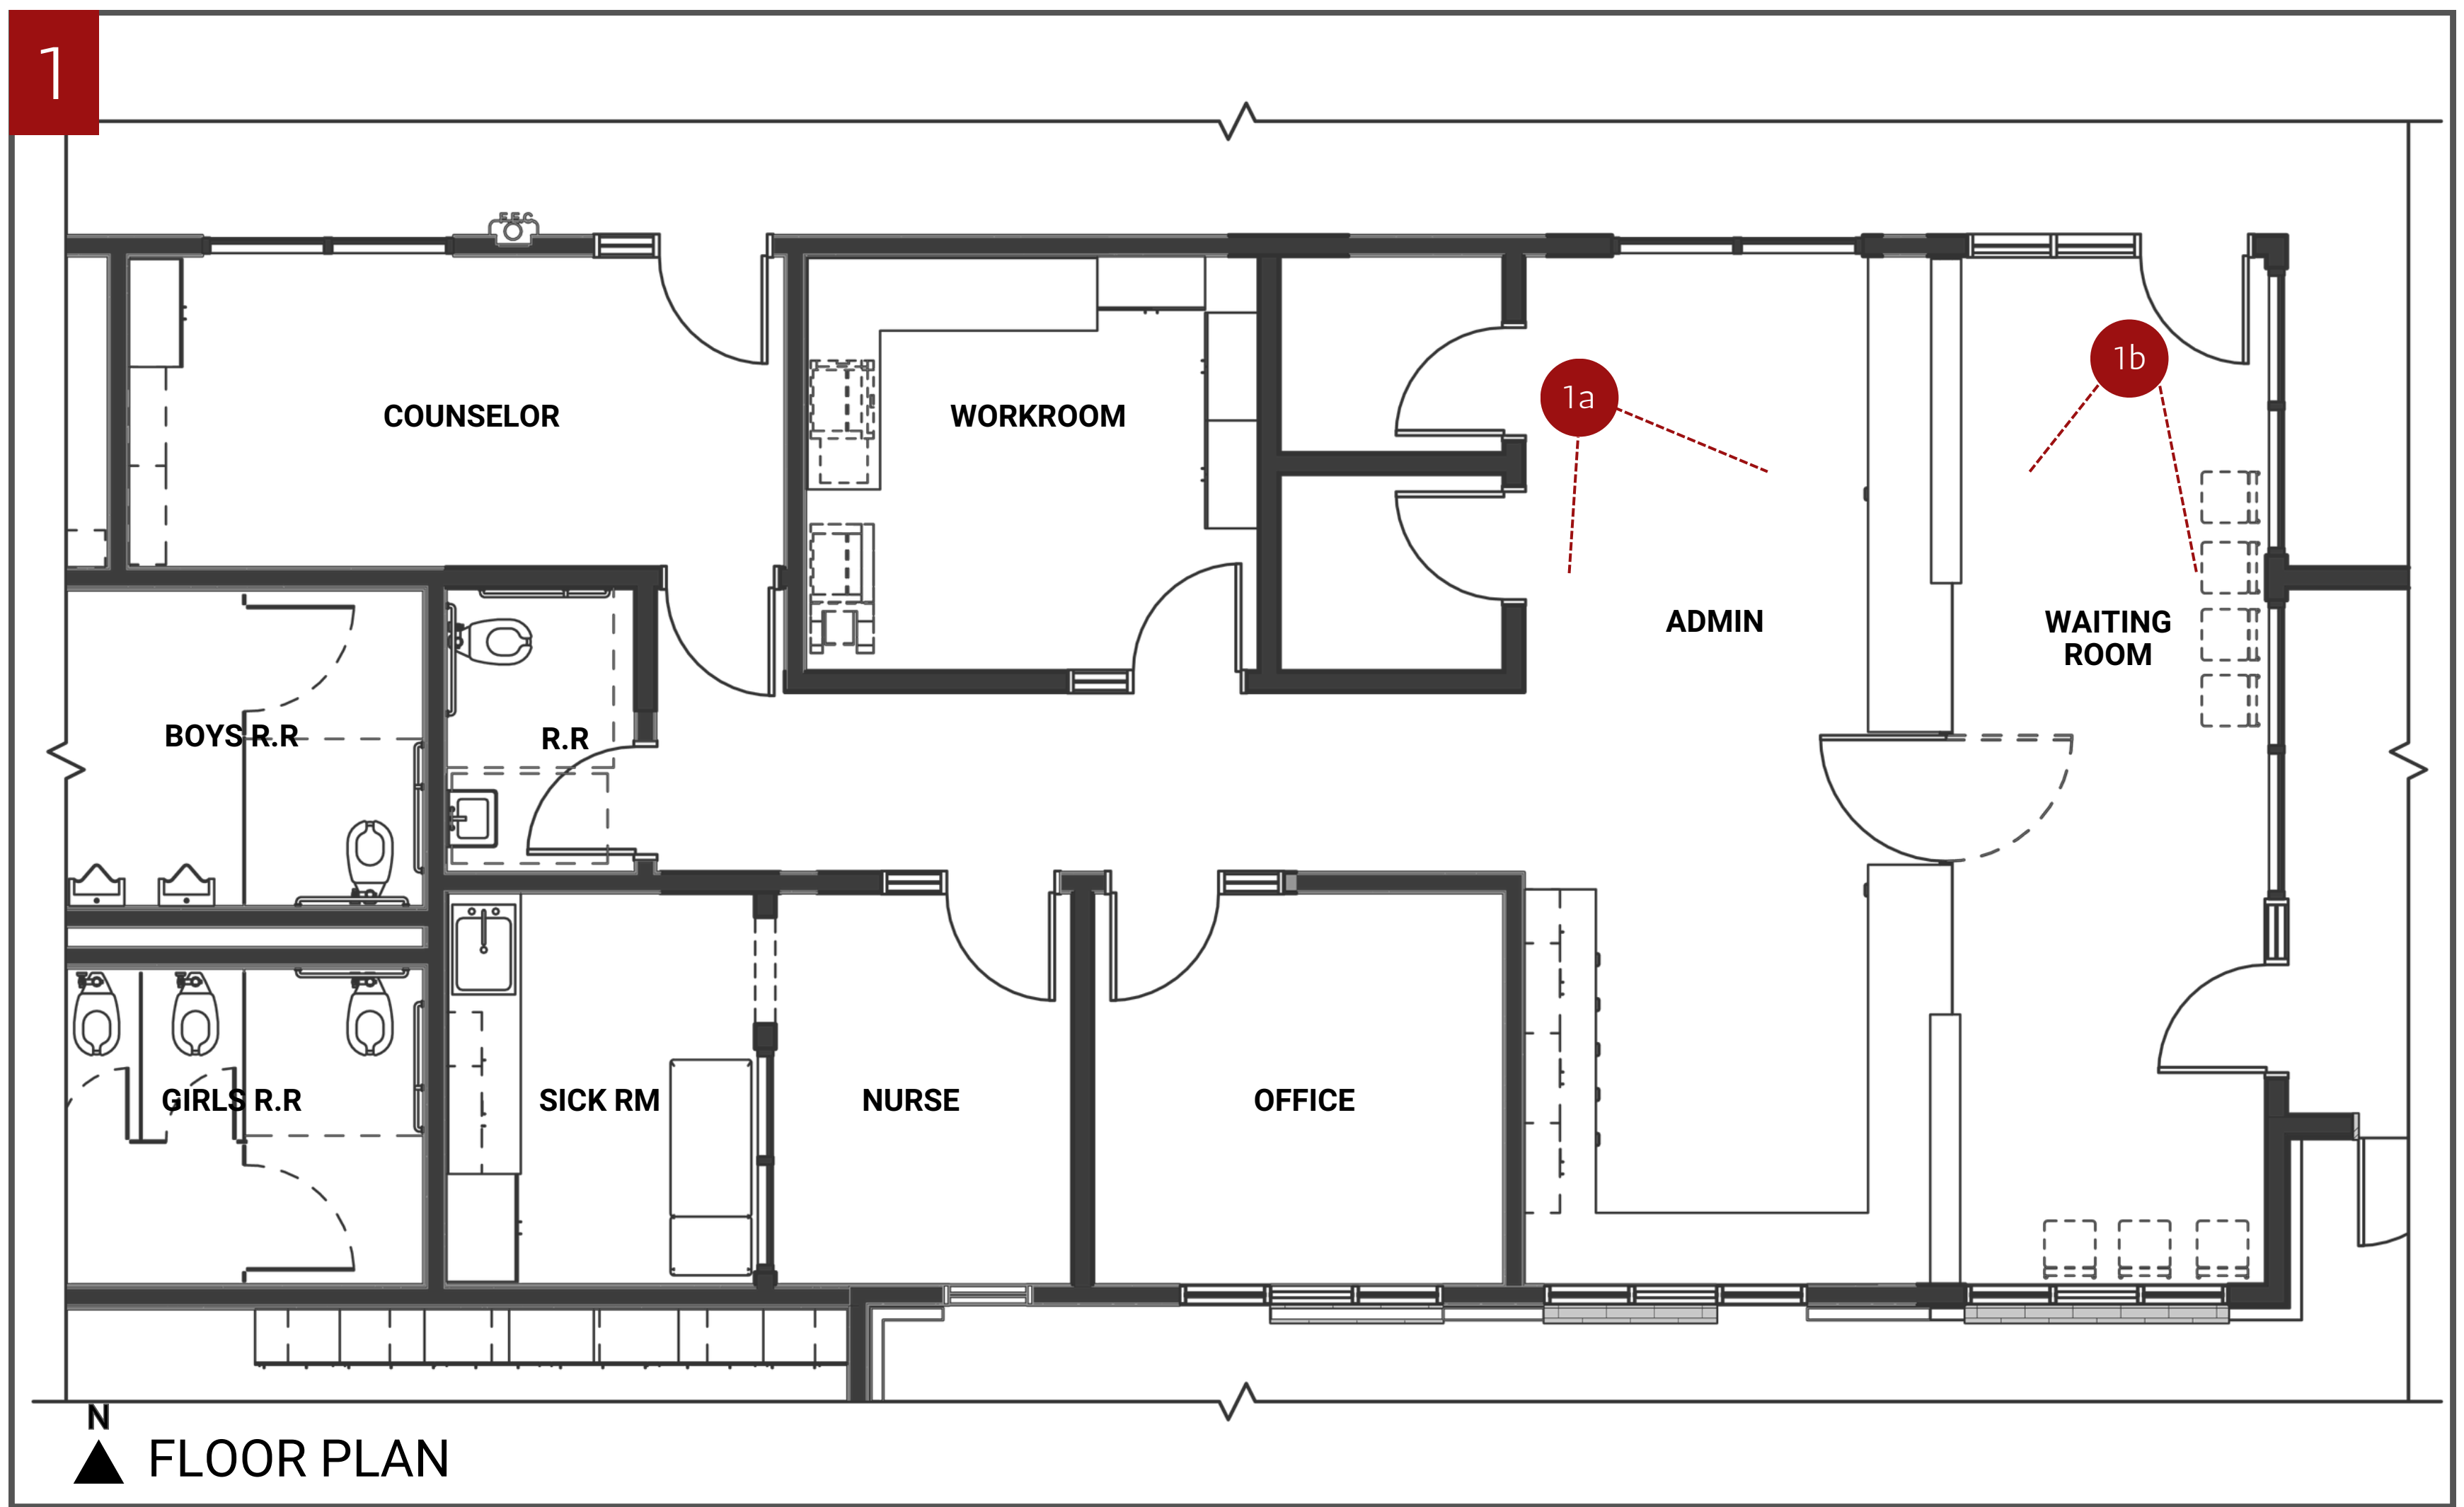 1
F.E.C
COUNSELOR
WORKROOM
1a
1b
ADMIN
WAITING
ROOM
BOYS R.R
R.R
GIRLS R.R
SICK RM
NURSE
OFFICE
N
FLOOR PLAN